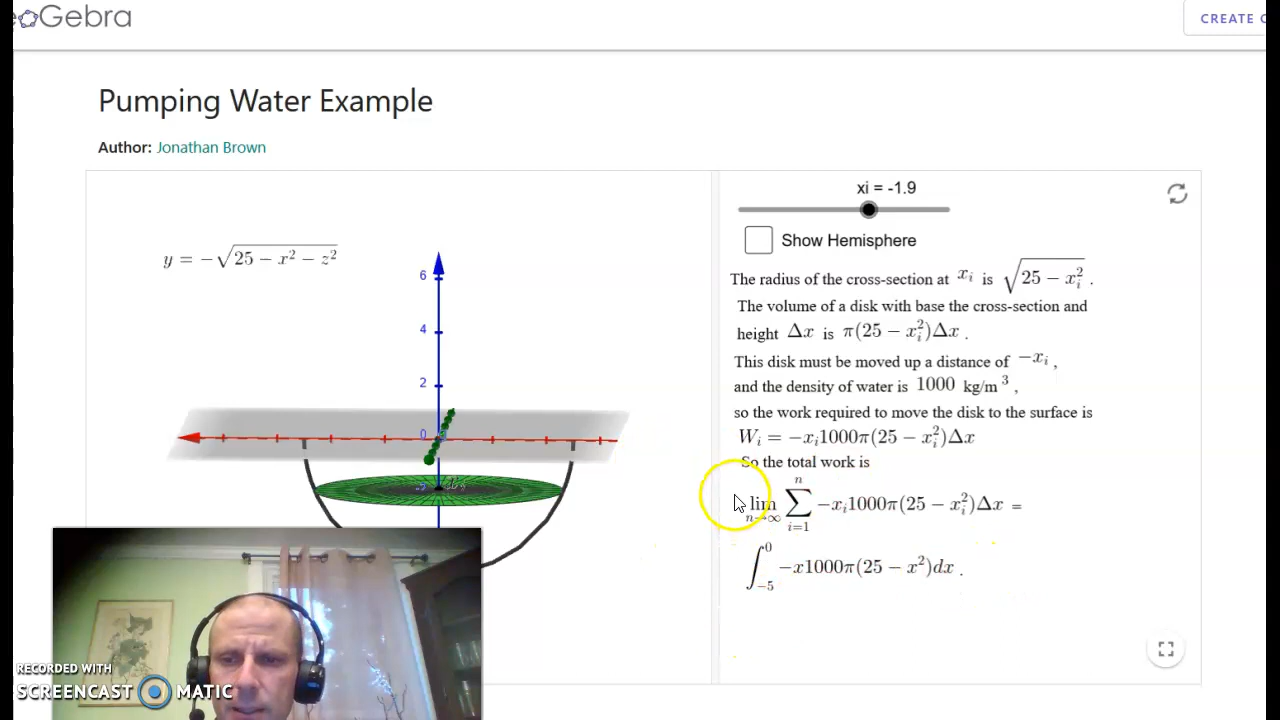 eoGebra
CREATE C
Pumping Water Example
Author: Jonathan Brown
y = −√(25 − x² − z²)
6
4
2
0
xi = -1.9
Show Hemisphere
The radius of the cross-section at xᵢ is √(25 − xᵢ²) .
The volume of a disk with base the cross-section and
height Δx is π(25 − xᵢ²)Δx .
This disk must be moved up a distance of −xᵢ ,
and the density of water is 1000 kg/m ³ ,
so the work required to move the disk to the surface is
Wᵢ = −xᵢ1000π(25 − xᵢ²)Δx
So the total work is
lim n→∞ ∑ i=1 n −xᵢ1000π(25 − xᵢ²)Δx =
∫ −5 0 −x1000π(25 − x²)dx .
RECORDED WITH
SCREENCAST MATIC